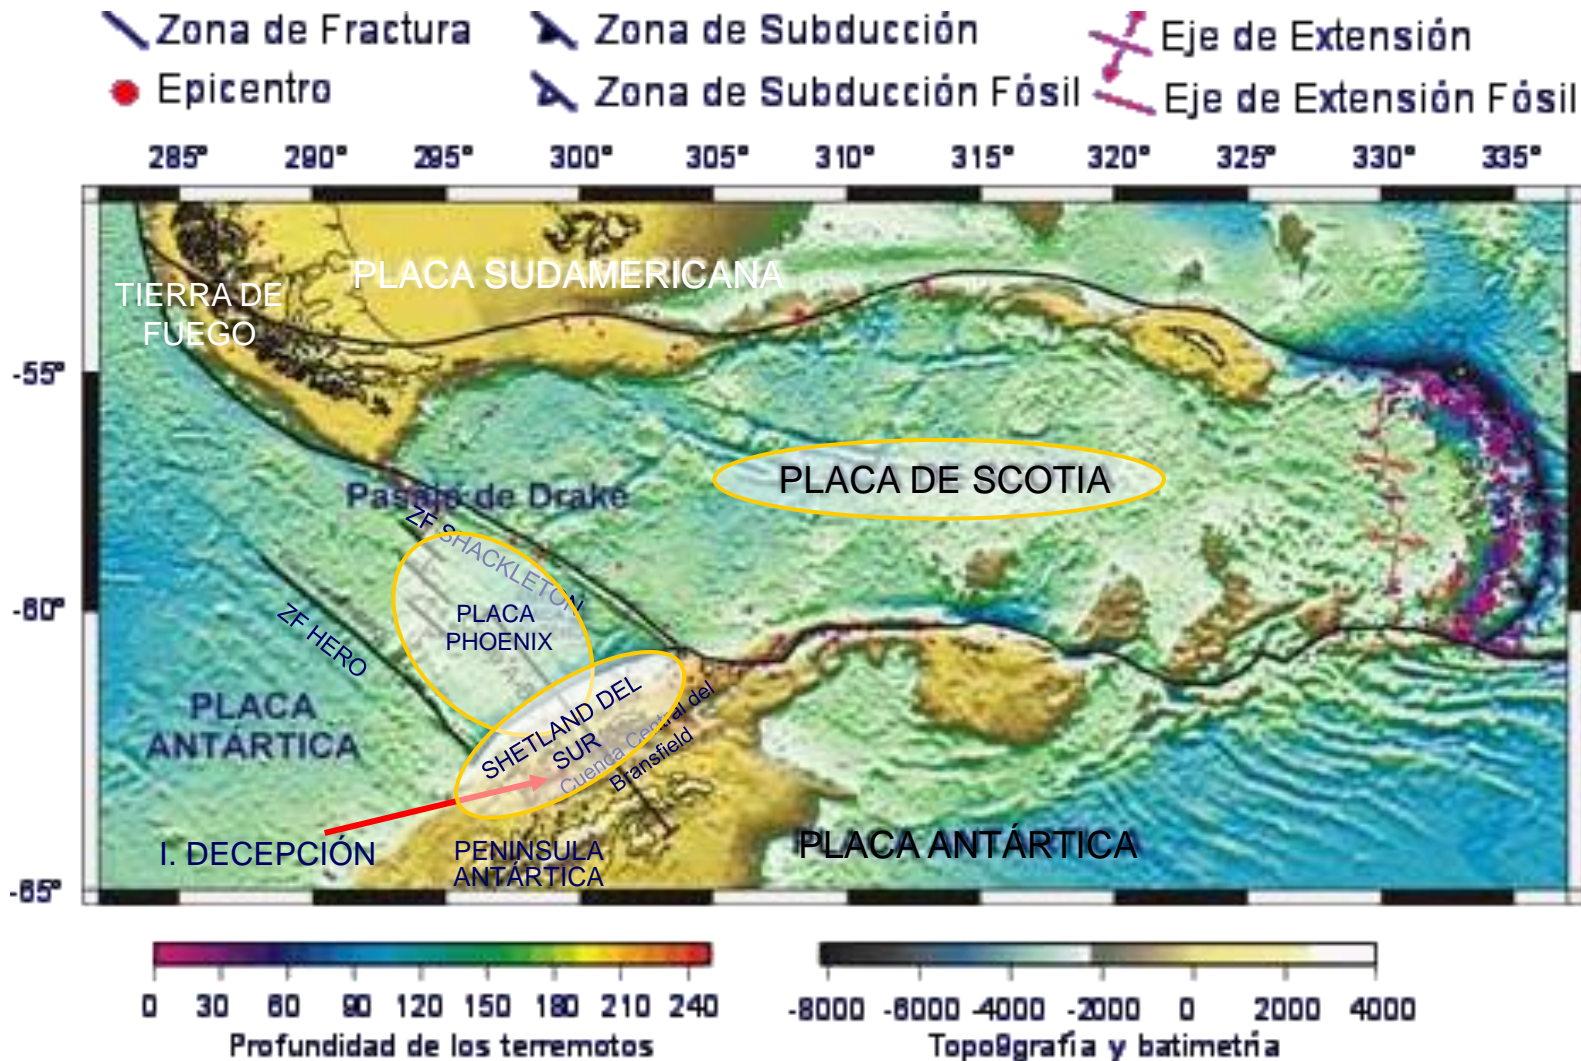 Zona de Fractura
Zona de Subducción
Eje de Extensión
Epicentro
Zona de Subducción Fósil
Eje de Extensión Fósil
285° 290° 295° 300° 305° 310° 315° 320° 325° 330° 335°
PLACA SUDAMERICANA
TIERRA DE
FUEGO
-55°
PLACA DE SCOTIA
Pasaje de Drake
ZF SHACKLETON
-60°
PLACA
PHOENIX
ZF HERO
PLACA
ANTÁRTICA
SHETLAND DEL
SUR
Cuenca Central del
Bransfield
I. DECEPCIÓN
PENINSULA
ANTÁRTICA
PLACA ANTÁRTICA
-65°
0 30 60 90 120 150 180 210 240
Profundidad de los terremotos
-8000 -6000 -4000 -2000 0 2000 4000
Topo9grafía y batimetría